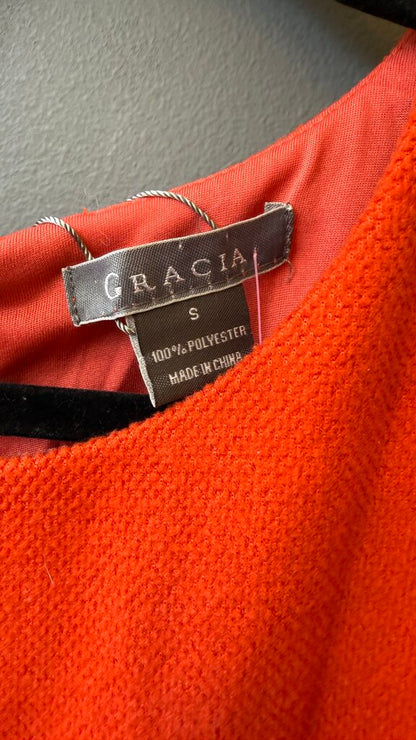 GRACIA
S
100% POLYESTER
MADE IN CHINA